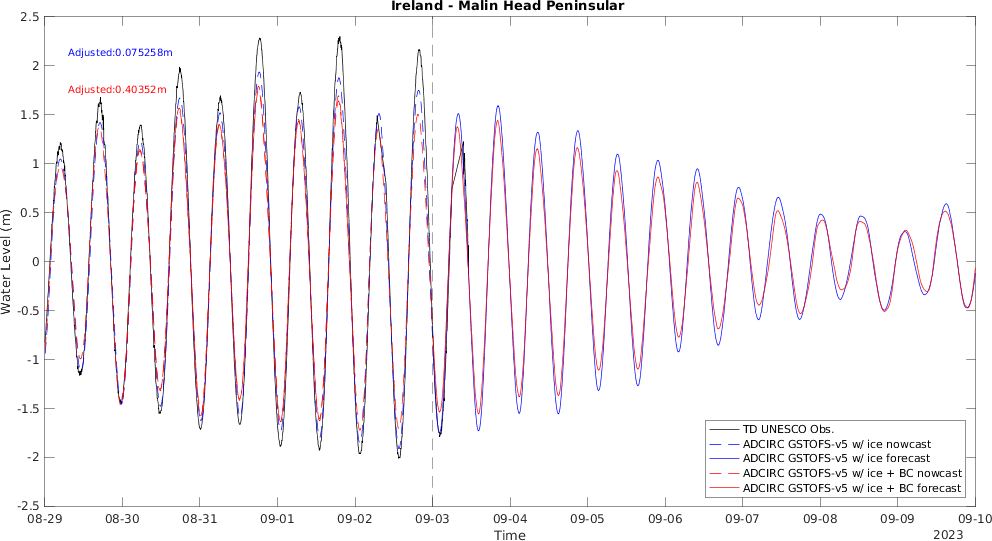 Ireland - Malin Head Peninsular
Adjusted:0.075258m
Adjusted:0.40352m
Water Level (m)
2.5
2
1.5
1
0.5
0
-0.5
-1
-1.5
-2
-2.5
TD UNESCO Obs.
ADCIRC GSTOFS-v5 w/ ice nowcast
ADCIRC GSTOFS-v5 w/ ice forecast
ADCIRC GSTOFS-v5 w/ ice + BC nowcast
ADCIRC GSTOFS-v5 w/ ice + BC forecast
08-29 08-30 08-31 09-01 09-02 09-03 09-04 09-05 09-06 09-07 09-08 09-09 09-10
Time
2023